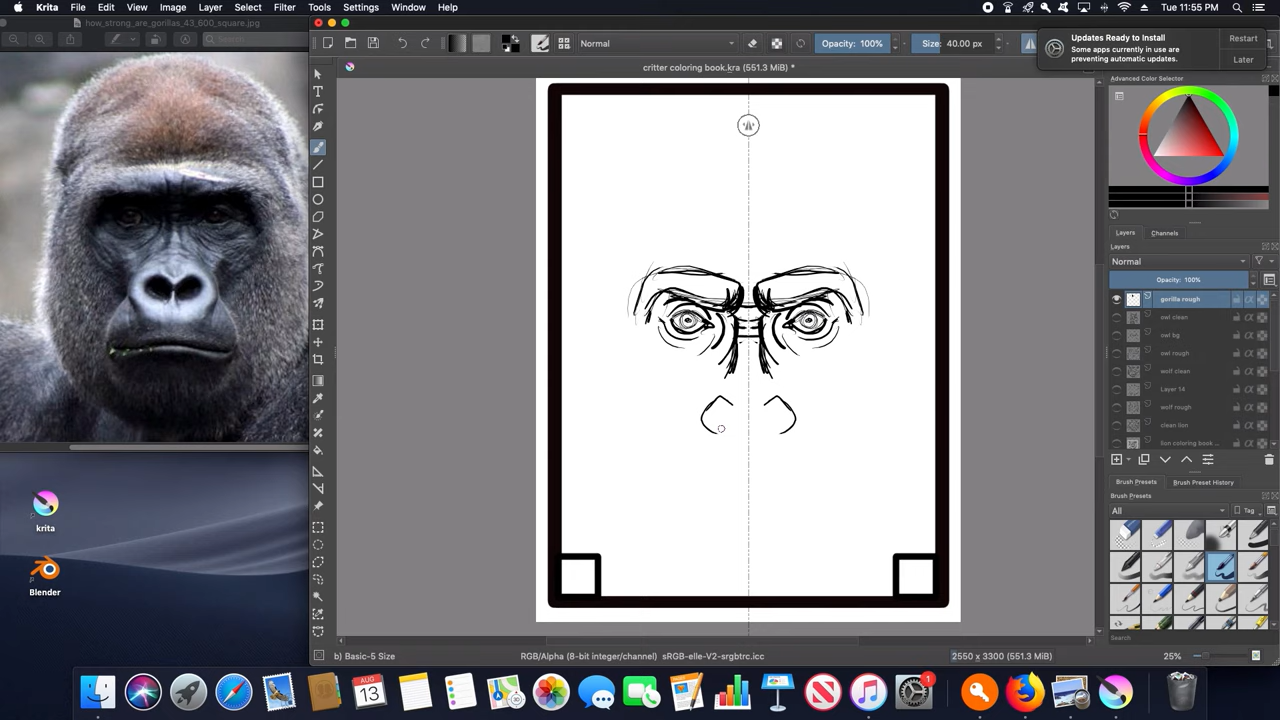 Krita File Edit View Image Layer Select Filter Tools Settings Window Help
Tue 11:55 PM
how_strong_are_gorillas_43_600_square.jpg
Search
Normal
Opacity: 100%
Size: 40.00 px
Updates Ready to Install
Some apps currently in use are
preventing automatic updates.
Restart
Later
critter coloring book.kra (551.3 MiB) *
Advanced Color Selector
Layers
Channels
Layers
Normal
Opacity: 100%
gorilla rough
owl clean
owl bg
owl rough
wolf clean
Layer 14
wolf rough
clean lion
lion coloring book ...
Brush Presets
Brush Preset History
Brush Presets
All
Tag
Search
krita
Blender
b) Basic-5 Size
RGB/Alpha (8-bit integer/channel) sRGB-elle-V2-srgbtrc.icc
2550 x 3300 (551.3 MiB)
25%
AUG
13
1